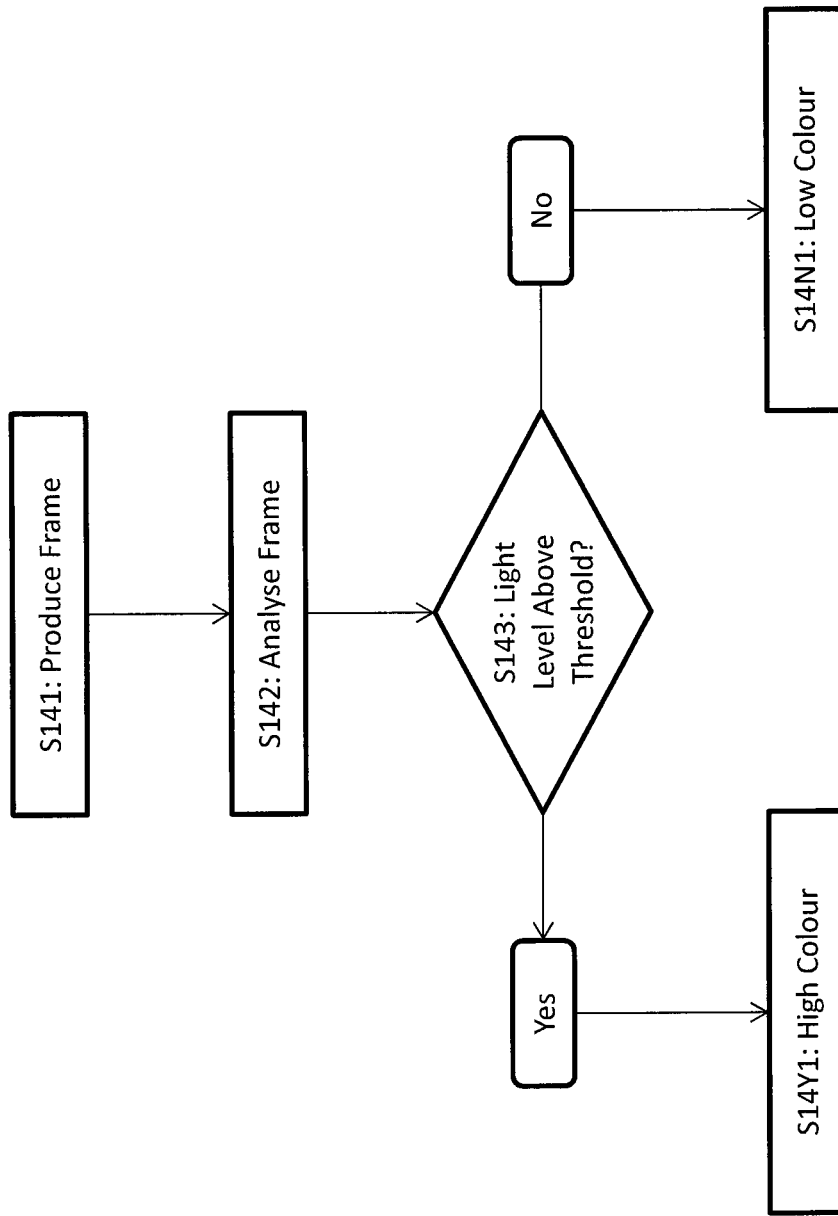 S141: Produce Frame
S142: Analyse Frame
S143: Light
Level Above
Threshold?
Yes
No
S14Y1: High Colour
S14N1: Low Colour